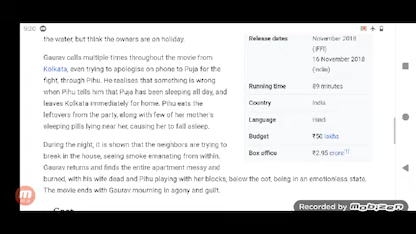 5:20
the water, but think the owners are on holiday.
Gaurav calls multiple times throughout the movie from
Kolkata, even trying to apologise on phone to Puja for the
fight, through Pihu. He realises that something is wrong
when Pihu tells him that Puja has been sleeping all day, and
leaves Kolkata immediately for home. Pihu eats the
leftovers from the party, along with few of her mother's
sleeping pills lying near her, causing her to fall asleep.
During the night, it is shown that the neighbors are trying to
break in the house, seeing smoke emanating from within.
Gaurav returns and finds the entire apartment messy and
burned, with his wife dead and Pihu playing with her blocks, below the cot, being in an emotionless state.
The movie ends with Gaurav mourning in agony and guilt.
Release dates
November 2018
(IFFI)
16 November 2018
(India)
Running time
89 minutes
Country
India
Language
Hindi
Budget
₹50 lakhs
Box office
₹2.95 crore[1]
Recorded by MOBIZEN